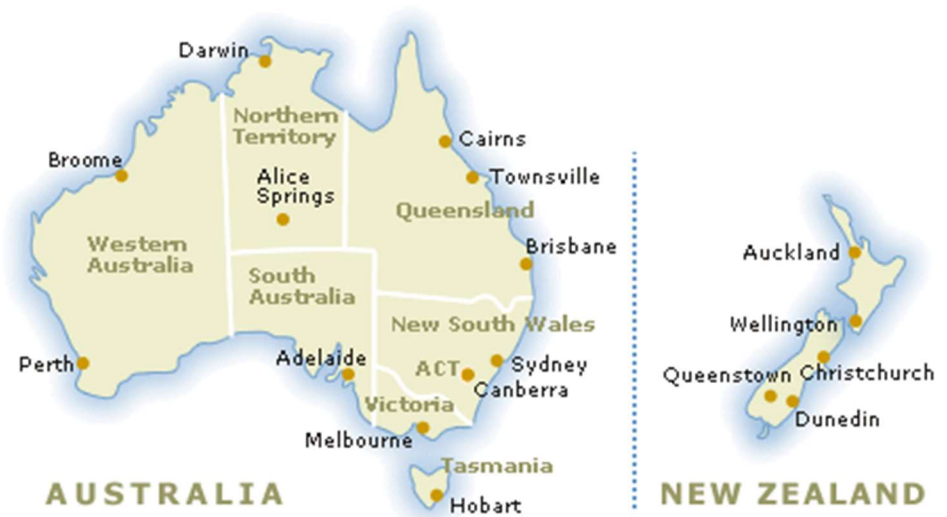 Darwin
Northern
Territory
Cairns
Broome
Alice
Springs
Townsville
Queensland
Western
Australia
Brisbane
Auckland
South
Australia
New South Wales
Wellington
Perth
Adelaide
ACT
Sydney
Canberra
Queenstown
Christchurch
Victoria
Dunedin
Melbourne
Tasmania
Hobart
AUSTRALIA
NEW ZEALAND